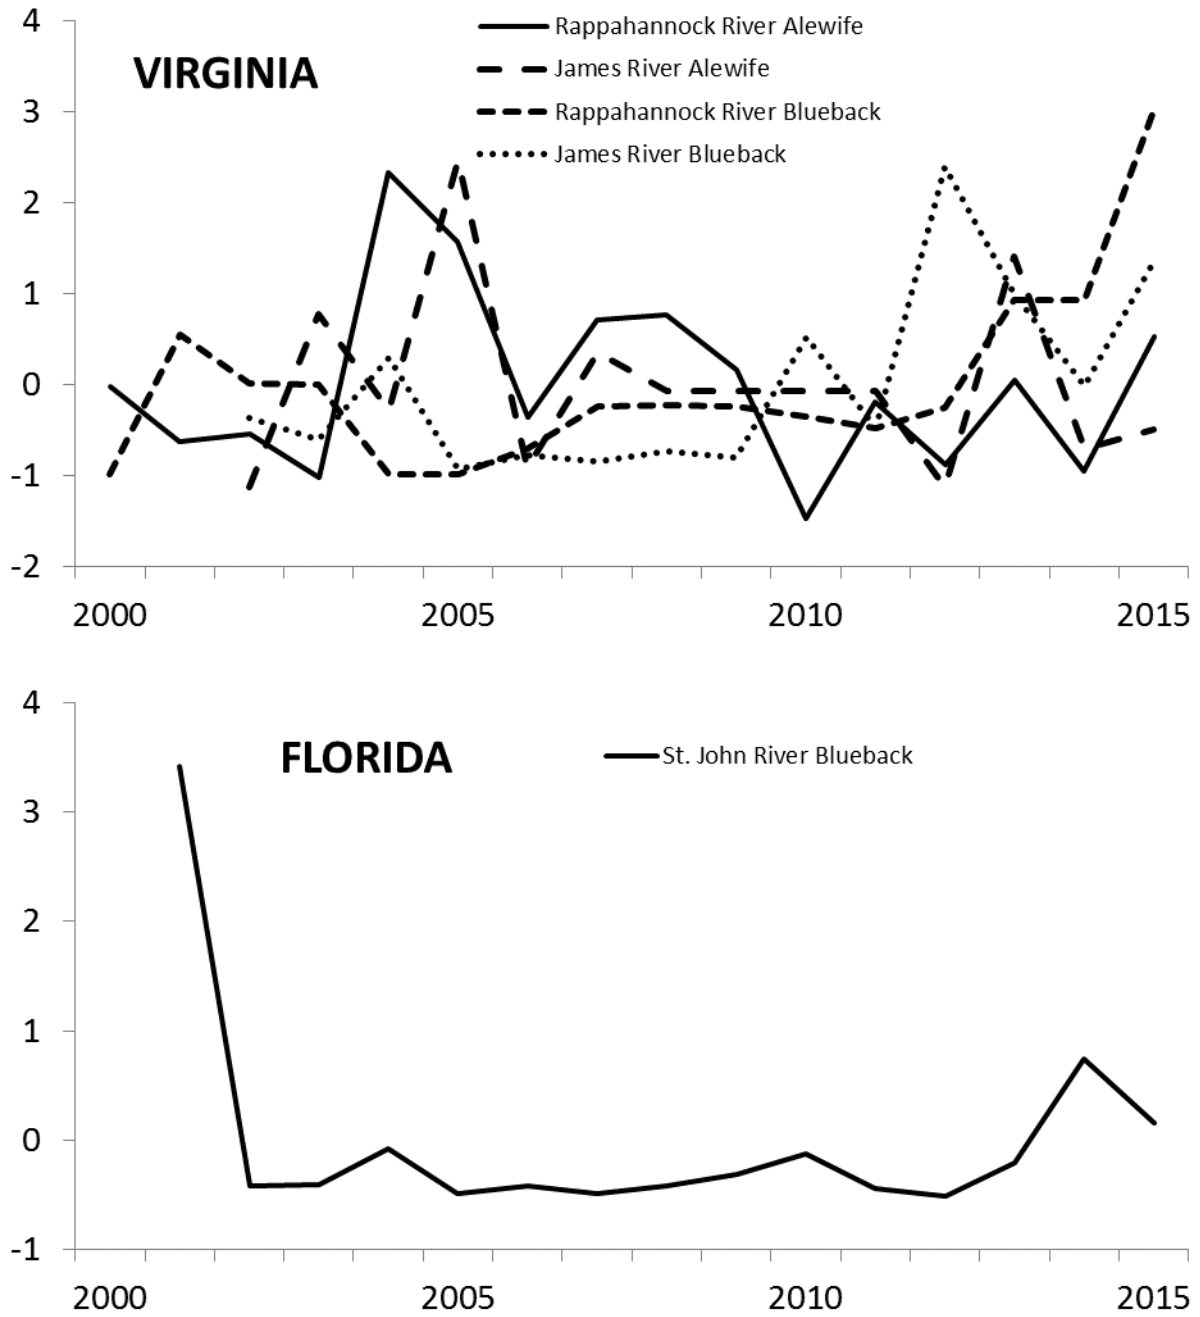 4
Rappahannock River Alewife
VIRGINIA
James River Alewife
3
Rappahannock River Blueback
James River Blueback
2
1
0
-1
-2
2000 2005 2010 2015
4
FLORIDA
St. John River Blueback
3
2
1
0
-1
2000 2005 2010 2015